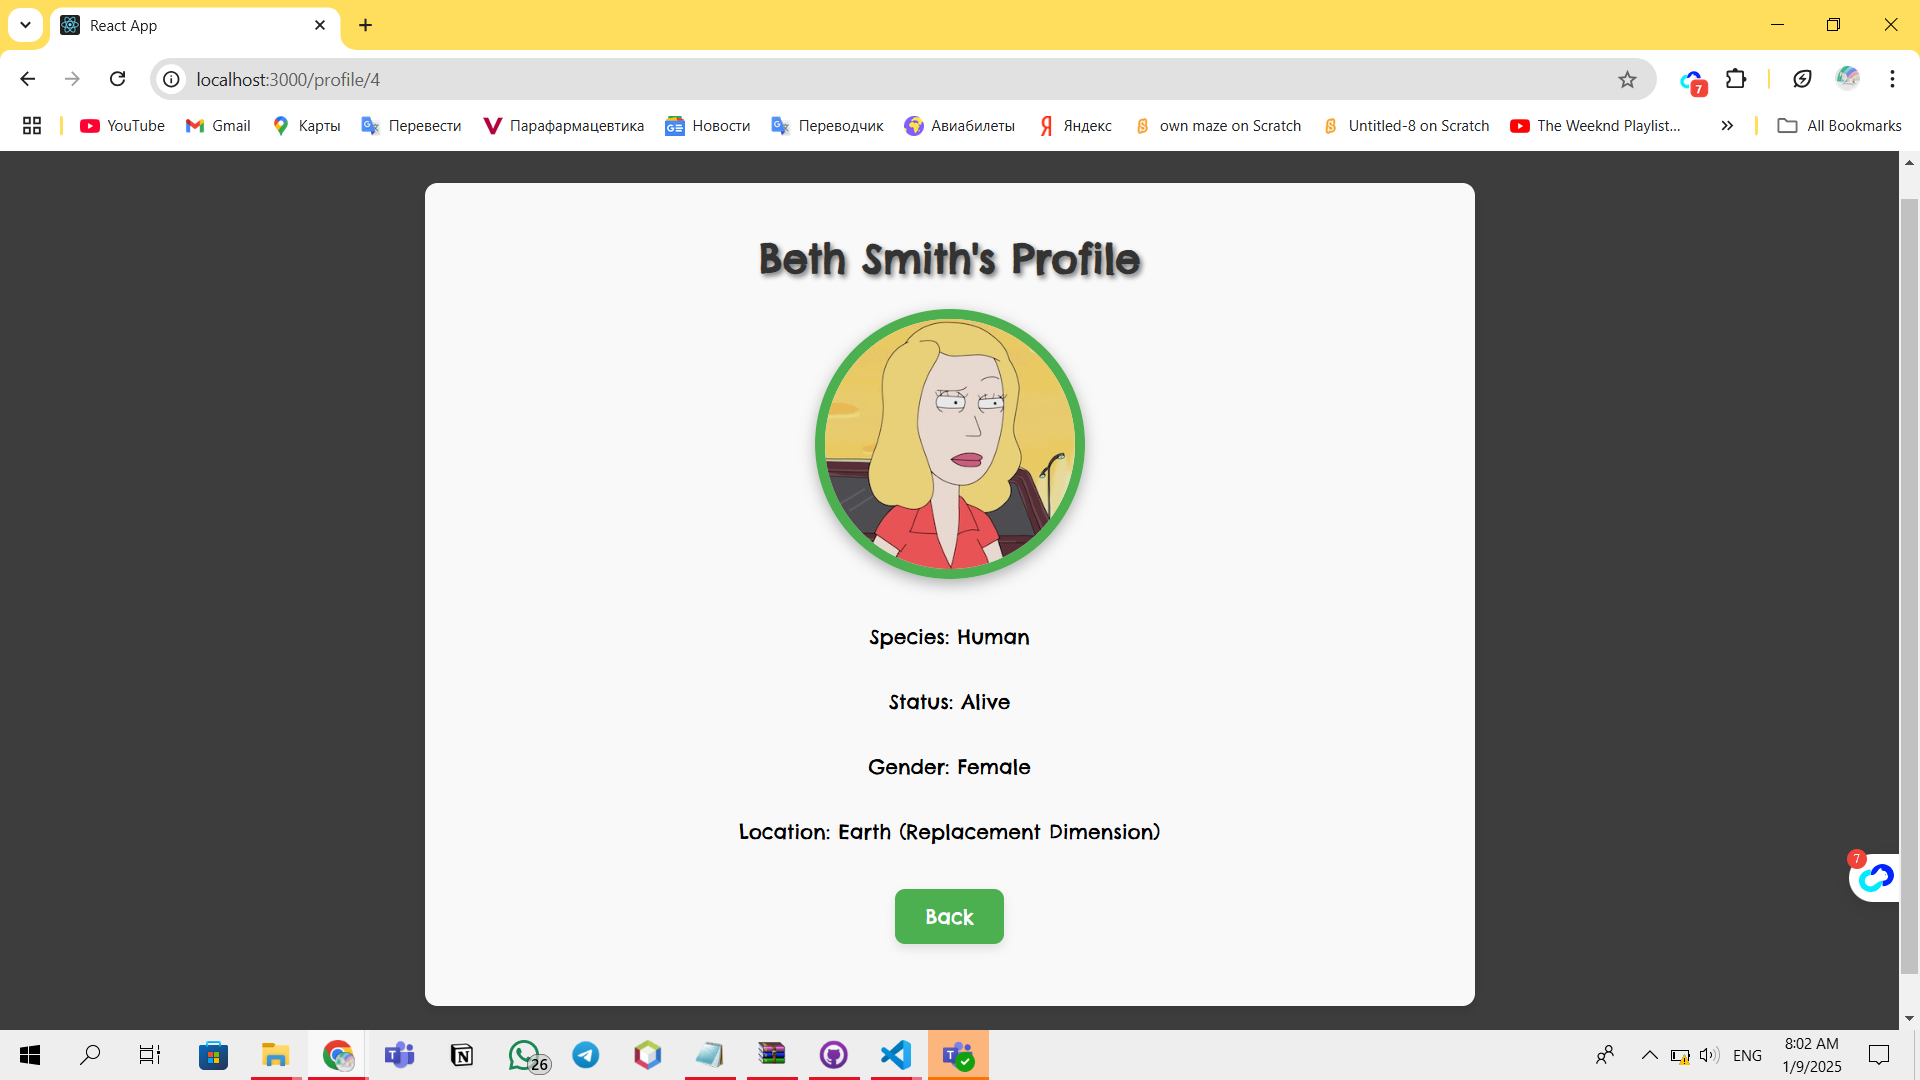 React App
localhost:3000/profile/4
7
YouTube
Gmail
Карты
Перевести
Парафармацевтика
Новости
Переводчик
Авиабилеты
Яндекс
own maze on Scratch
Untitled-8 on Scratch
The Weeknd Playlist...
All Bookmarks
Beth Smith's Profile
Species: Human
Status: Alive
Gender: Female
Location: Earth (Replacement Dimension)
7
Back
26
ENG
8:02 AM
1/9/2025